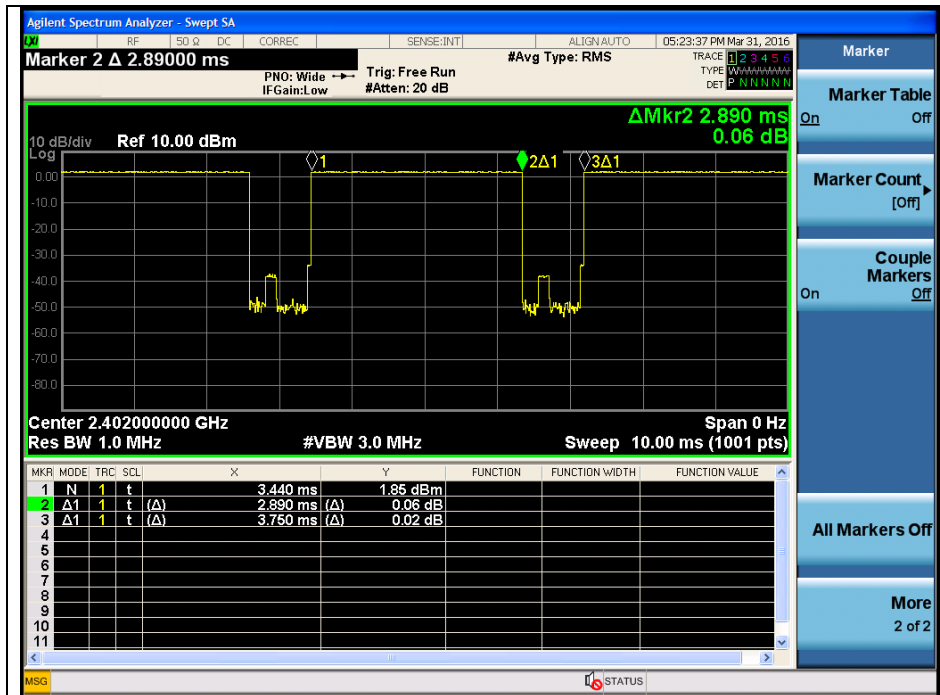 Agilent Spectrum Analyzer - Swept SA
LXI RF 50 Ω DC CORREC SENSE:INT ALIGN AUTO 05:23:37 PM Mar 31, 2016
Marker 2 Δ 2.89000 ms
PNO: Wide
IFGain:Low
Trig: Free Run
#Atten: 20 dB
#Avg Type: RMS
TRACE 1 2 3 4 5 6
TYPE WWWWWW
DET P N N N N N
ΔMkr2 2.890 ms
0.06 dB
10 dB/div Ref 10.00 dBm
Log
1
2Δ1
3Δ1
0.00
-10.0
-20.0
-30.0
-40.0
-50.0
-60.0
-70.0
-80.0
Center 2.402000000 GHz Span 0 Hz
Res BW 1.0 MHz #VBW 3.0 MHz Sweep 10.00 ms (1001 pts)
MKR MODE TRC SCL X Y FUNCTION FUNCTION WIDTH FUNCTION VALUE
1 N 1 t 3.440 ms 1.85 dBm
2 Δ1 1 t (Δ) 2.890 ms (Δ) 0.06 dB
3 Δ1 1 t (Δ) 3.750 ms (Δ) 0.02 dB
4
5
6
7
8
9
10
11
MSG STATUS
Marker
Marker Table
On Off
Marker Count
[Off]
Couple
Markers
On Off
All Markers Off
More
2 of 2